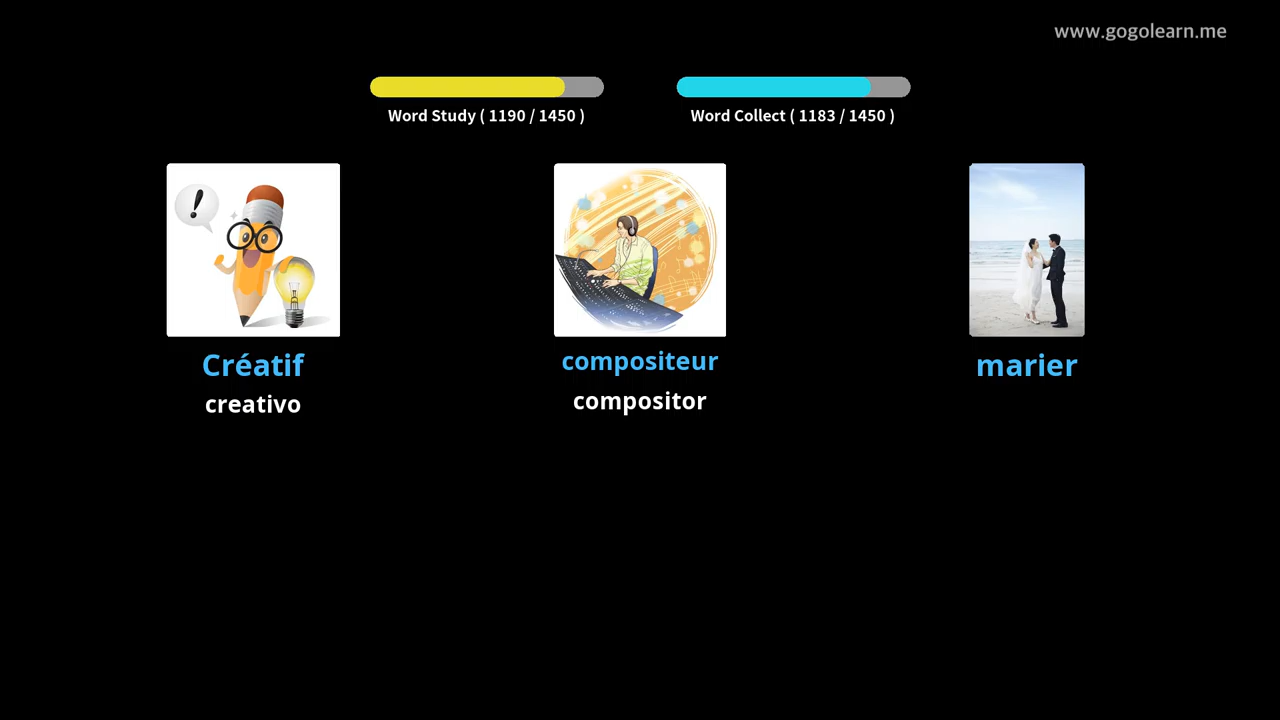 www.gogolearn.me
Word Study ( 1190 / 1450 )
Word Collect ( 1183 / 1450 )
Créatif
creativo
compositeur
compositor
marier